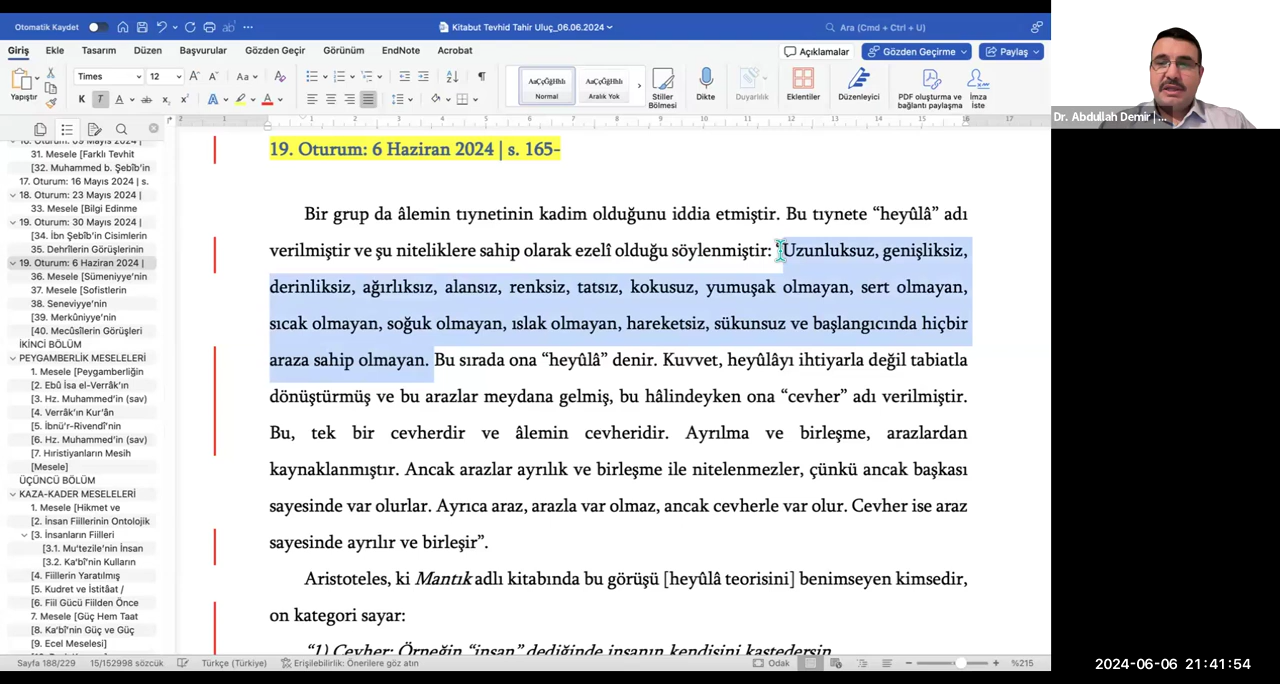 Otomatik Kaydet
Kitabut Tevhid Tahir Uluç_06.06.2024
Ara (Cmd + Ctrl + U)
Giriş Ekle Tasarım Düzen Başvurular Gözden Geçir Görünüm EndNote Acrobat
Açıklamalar Gözden Geçirme Paylaş
Yapıştır
Times 12
AaÇçĞğHhIı Normal
AaÇçĞğHhIı Aralık Yok
Stiller Bölmesi
Dikte
Duyarlılık
Eklentiler
Düzenleyici
PDF oluşturma ve bağlantı paylaşma
İmza İste
31. Mesele [Farklı Tevhit
[32. Muhammed b. Şebîb'in
17. Oturum: 16 Mayıs 2024 | s.
18. Oturum: 23 Mayıs 2024 |
33. Mesele [Bilgi Edinme
19. Oturum: 30 Mayıs 2024 |
[34. İbn Şebîb'in Cisimlerin
35. Dehrîlerin Görüşlerinin
19. Oturum: 6 Haziran 2024 |
36. Mesele [Sümeniyye'nin
37. Mesele [Sofistlerin
38. Seneviyye'nin
[39. Merkûniyye'nin
[40. Mecûsîlerin Görüşleri
İKİNCİ BÖLÜM
PEYGAMBERLİK MESELELERİ
1. Mesele [Peygamberliğin
[2. Ebû İsa el-Verrâk'ın
[3. Hz. Muhammed'in (sav)
[4. Verrâk'ın Kur'ân
[5. İbnü'r-Rivendî'nin
[6. Hz. Muhammed'in (sav)
[7. Hıristiyanların Mesih
[Mesele]
ÜÇÜNCÜ BÖLÜM
KAZA-KADER MESELELERİ
1. Mesele [Hikmet ve
[2. İnsan Fiillerinin Ontolojik
[3. İnsanların Fiilleri
[3.1. Mu'tezile'nin İnsan
[3.2. Ka'bî'nin Kulların
[4. Fiillerin Yaratılmış
[5. Kudret ve İstitâat /
[6. Fiil Gücü Fiilden Önce
7. Mesele [Güç Hem Taat
[8. Ka'bî'nin Güç ve Güç
[9. Ecel Meselesi]
19. Oturum: 6 Haziran 2024 | s. 165-
Bir grup da âlemin tıynetinin kadim olduğunu iddia etmiştir. Bu tıynete “heyûlâ” adı
verilmiştir ve şu niteliklere sahip olarak ezelî olduğu söylenmiştir: “Uzunluksuz, genişliksiz,
derinliksiz, ağırlıksız, alansız, renksiz, tatsız, kokusuz, yumuşak olmayan, sert olmayan,
sıcak olmayan, soğuk olmayan, ıslak olmayan, hareketsiz, sükunsuz ve başlangıcında hiçbir
araza sahip olmayan. Bu sırada ona “heyûlâ” denir. Kuvvet, heyûlâyı ihtiyarla değil tabiatla
dönüştürmüş ve bu arazlar meydana gelmiş, bu hâlindeyken ona “cevher” adı verilmiştir.
Bu, tek bir cevherdir ve âlemin cevheridir. Ayrılma ve birleşme, arazlardan
kaynaklanmıştır. Ancak arazlar ayrılık ve birleşme ile nitelenmezler, çünkü ancak başkası
sayesinde var olurlar. Ayrıca araz, arazla var olmaz, ancak cevherle var olur. Cevher ise araz
sayesinde ayrılır ve birleşir”.
Aristoteles, ki Mantık adlı kitabında bu görüşü [heyûlâ teorisini] benimseyen kimsedir,
on kategori sayar:
“1) Cevher: Örneğin “insan” dediğinde insanın kendisini kastedersin
Sayfa 188/229 15/152998 sözcük Türkçe (Türkiye) Erişilebilirlik: Önerilere göz atın Odak %215
Dr. Abdullah Demir | ...
2024-06-06 21:41:54